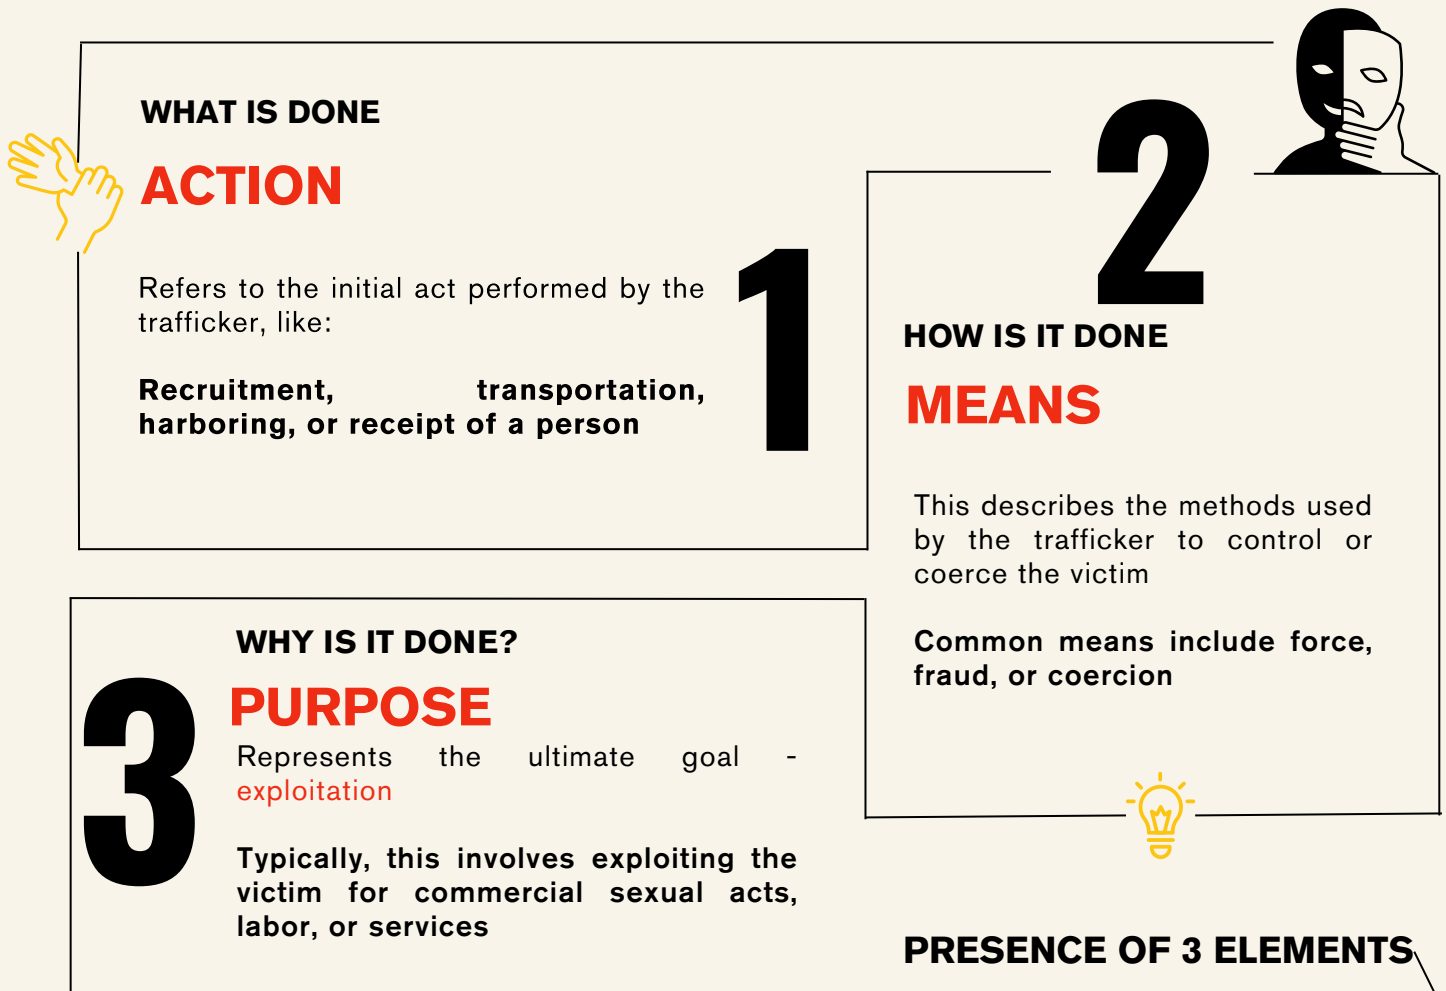 WHAT IS DONE
ACTION
Refers to the initial act performed by the
trafficker, like:
Recruitment, transportation,
harboring, or receipt of a person
1
2
HOW IS IT DONE
MEANS
This describes the methods used
by the trafficker to control or
coerce the victim
Common means include force,
fraud, or coercion
3
WHY IS IT DONE?
PURPOSE
Represents the ultimate goal -
exploitation
Typically, this involves exploiting the
victim for commercial sexual acts,
labor, or services
PRESENCE OF 3 ELEMENTS